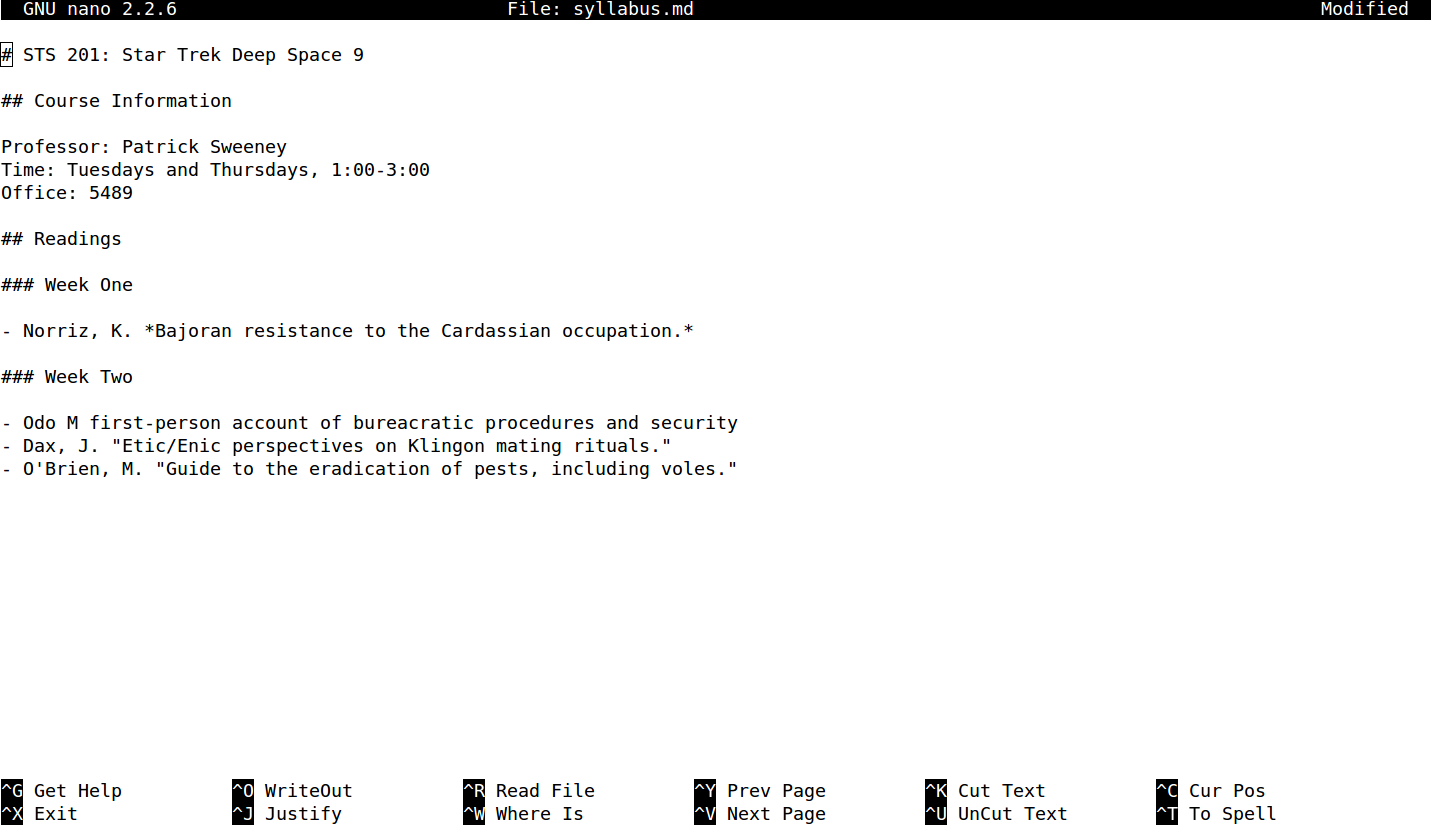 GNU nano 2.2.6 File: syllabus.md Modified
# STS 201: Star Trek Deep Space 9
## Course Information
Professor: Patrick Sweeney
Time: Tuesdays and Thursdays, 1:00-3:00
Office: 5489
## Readings
### Week One
- Norriz, K. *Bajoran resistance to the Cardassian occupation.*
### Week Two
- Odo M first-person account of bureacratic procedures and security
- Dax, J. "Etic/Enic perspectives on Klingon mating rituals."
- O'Brien, M. "Guide to the eradication of pests, including voles."
^G Get Help ^O WriteOut ^R Read File ^Y Prev Page ^K Cut Text ^C Cur Pos
^X Exit ^J Justify ^W Where Is ^V Next Page ^U UnCut Text ^T To Spell